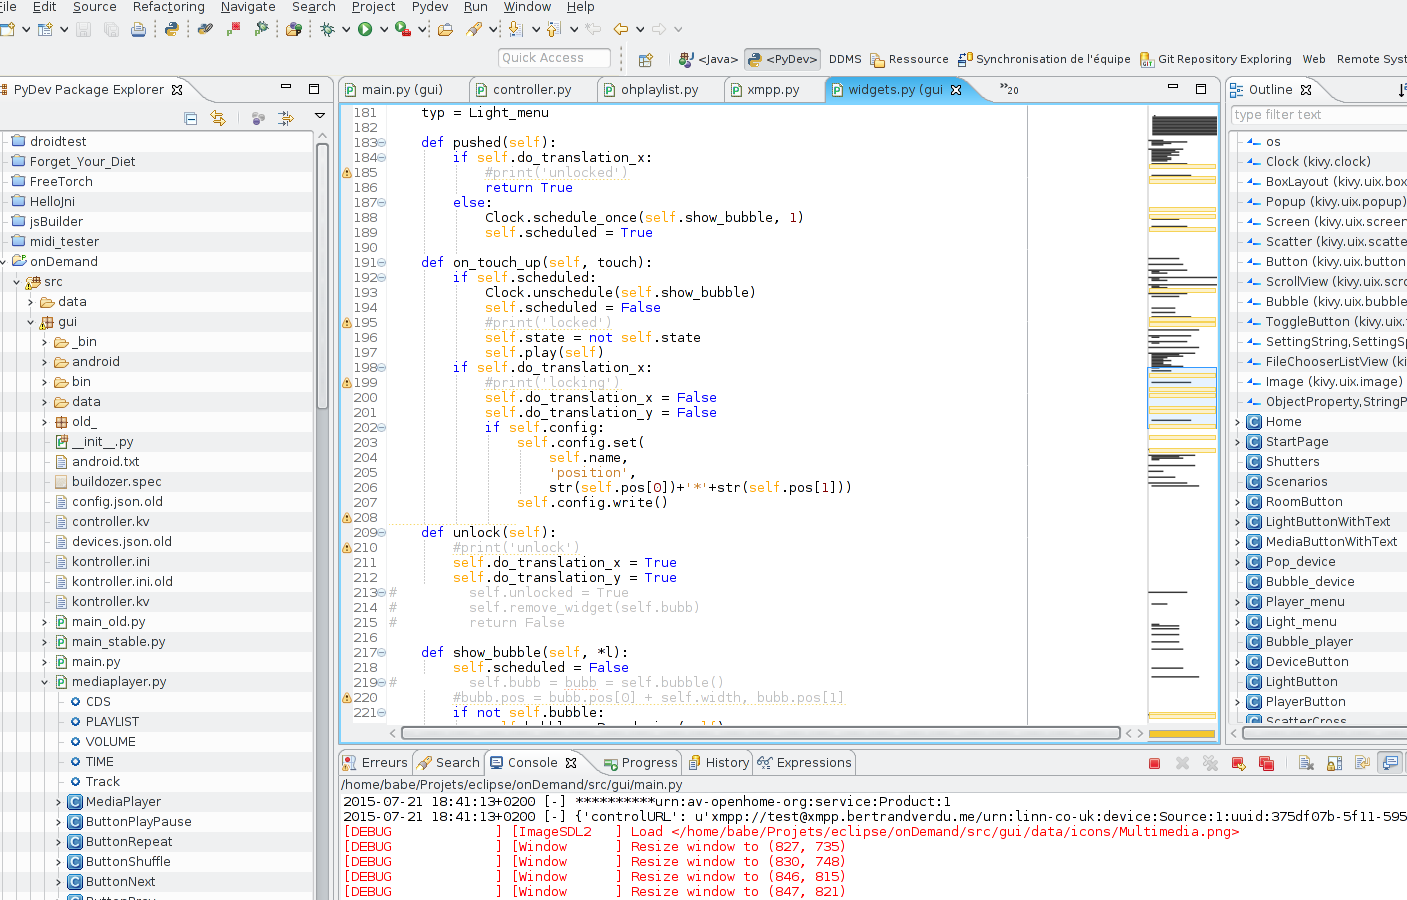 File Edit Source Refactoring Navigate Search Project Pydev Run Window Help
Quick Access
<Java> <PyDev> DDMS Ressource Synchronisation de l'équipe Git Repository Exploring Web Remote Syst
PyDev Package Explorer
main.py (gui) controller.py ohplaylist.py xmpp.py widgets.py (gui »20
Outline
type filter text
droidtest
Forget_Your_Diet
FreeTorch
HelloJni
jsBuilder
midi_tester
onDemand
src
data
gui
_bin
android
bin
data
old_
__init__.py
android.txt
buildozer.spec
config.json.old
controller.kv
devices.json.old
kontroller.ini
kontroller.ini.old
kontroller.kv
main_old.py
main_stable.py
main.py
mediaplayer.py
CDS
PLAYLIST
VOLUME
TIME
Track
MediaPlayer
ButtonPlayPause
ButtonRepeat
ButtonShuffle
ButtonNext
ButtonPrev
181 typ = Light_menu
182
183 def pushed(self):
184 if self.do_translation_x:
185 #print('unlocked')
186 return True
187 else:
188 Clock.schedule_once(self.show_bubble, 1)
189 self.scheduled = True
190
191 def on_touch_up(self, touch):
192 if self.scheduled:
193 Clock.unschedule(self.show_bubble)
194 self.scheduled = False
195 #print('locked')
196 self.state = not self.state
197 self.play(self)
198 if self.do_translation_x:
199 #print('locking')
200 self.do_translation_x = False
201 self.do_translation_y = False
202 if self.config:
203 self.config.set(
204 self.name,
205 'position',
206 str(self.pos[0])+'*'+str(self.pos[1]))
207 self.config.write()
208
209 def unlock(self):
210 #print('unlock')
211 self.do_translation_x = True
212 self.do_translation_y = True
213 # self.unlocked = True
214 # self.remove_widget(self.bubb)
215 # return False
216
217 def show_bubble(self, *l):
218 self.scheduled = False
219 # self.bubb = bubb = self.bubble()
220 #bubb.pos = bubb.pos[0] + self.width, bubb.pos[1]
221 if not self.bubble:
os
Clock (kivy.clock)
BoxLayout (kivy.uix.box
Popup (kivy.uix.popup)
Screen (kivy.uix.screen
Scatter (kivy.uix.scatte
Button (kivy.uix.button
ScrollView (kivy.uix.scro
Bubble (kivy.uix.bubble
ToggleButton (kivy.uix.
SettingString,SettingSp
FileChooserListView (ki
Image (kivy.uix.image)
ObjectProperty,StringP
Home
StartPage
Shutters
Scenarios
RoomButton
LightButtonWithText
MediaButtonWithText
Pop_device
Bubble_device
Player_menu
Light_menu
Bubble_player
DeviceButton
LightButton
PlayerButton
ScatterCross
Erreurs Search Console Progress History Expressions
/home/babe/Projets/eclipse/onDemand/src/gui/main.py
2015-07-21 18:41:13+0200 [-] **********urn:av-openhome-org:service:Product:1
2015-07-21 18:41:13+0200 [-] {'controlURL': u'xmpp://test@xmpp.bertrandverdu.me/urn:linn-co-uk:device:Source:1:uuid:375df07b-5f11-595
[DEBUG ] [ImageSDL2 ] Load </home/babe/Projets/eclipse/onDemand/src/gui/data/icons/Multimedia.png>
[DEBUG ] [Window ] Resize window to (827, 735)
[DEBUG ] [Window ] Resize window to (830, 748)
[DEBUG ] [Window ] Resize window to (846, 815)
[DEBUG ] [Window ] Resize window to (847, 821)